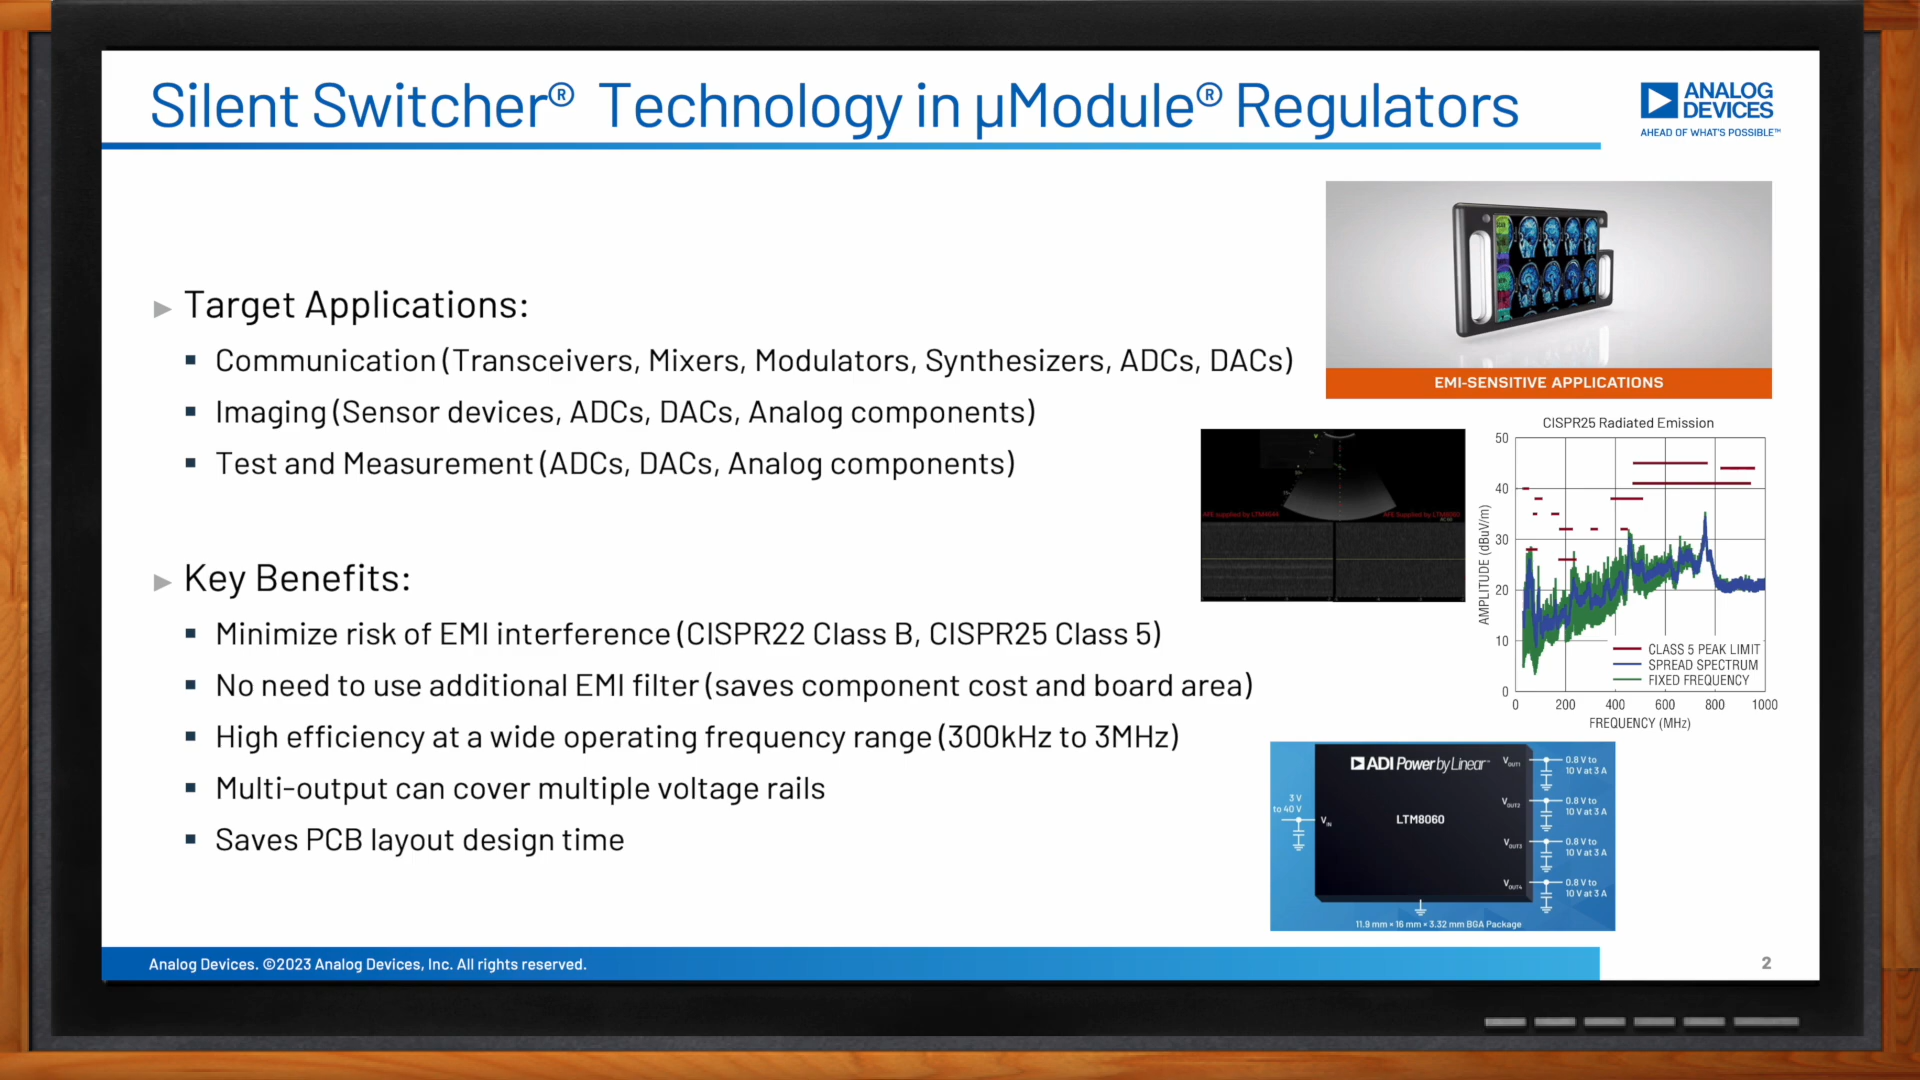 Silent Switcher® Technology in µModule® Regulators
ANALOG
DEVICES
AHEAD OF WHAT'S POSSIBLE™
Target Applications:
Communication (Transceivers, Mixers, Modulators, Synthesizers, ADCs, DACs)
Imaging (Sensor devices, ADCs, DACs, Analog components)
Test and Measurement (ADCs, DACs, Analog components)
Key Benefits:
Minimize risk of EMI interference (CISPR22 Class B, CISPR25 Class 5)
No need to use additional EMI filter (saves component cost and board area)
High efficiency at a wide operating frequency range (300kHz to 3MHz)
Multi-output can cover multiple voltage rails
Saves PCB layout design time
EMI-SENSITIVE APPLICATIONS
CISPR25 Radiated Emission
50
40
30
20
10
0
AMPLITUDE (dBuV/m)
CLASS 5 PEAK LIMIT
SPREAD SPECTRUM
FIXED FREQUENCY
0 200 400 600 800 1000
FREQUENCY (MHz)
ADI Power by Linear™
LTM8060
3 V
to 40 V
VIN
VOUT1
0.8 V to
10 V at 3 A
VOUT2
0.8 V to
10 V at 3 A
VOUT3
0.8 V to
10 V at 3 A
VOUT4
0.8 V to
10 V at 3 A
11.9 mm × 16 mm × 3.32 mm BGA Package
Analog Devices. ©2023 Analog Devices, Inc. All rights reserved.
2